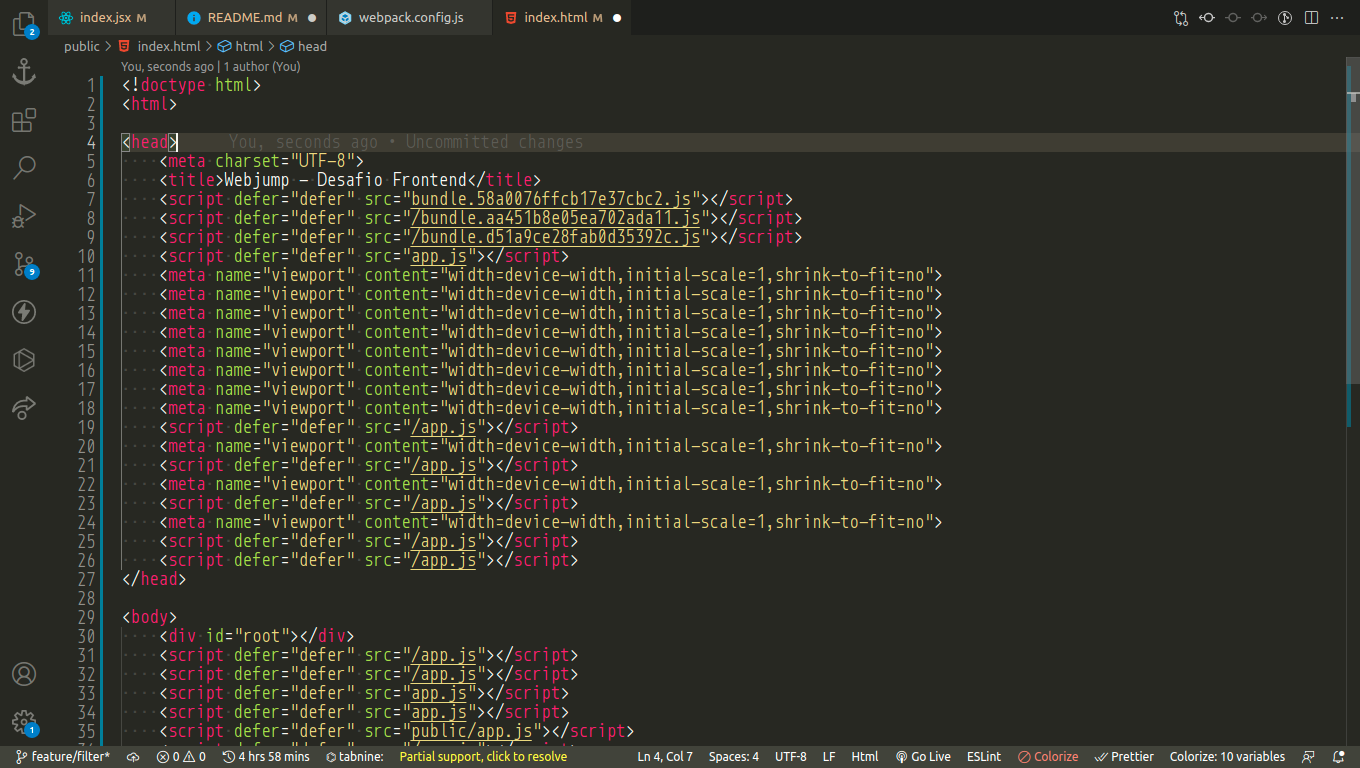 index.jsx M
README.md M
webpack.config.js
index.html M
2
public > index.html > html > head
You, seconds ago | 1 author (You)
1 <!doctype html>
2 <html>
3
4 <head> You, seconds ago • Uncommitted changes
5 <meta charset="UTF-8">
6 <title>Webjump - Desafio Frontend</title>
7 <script defer="defer" src="bundle.58a0076ffcb17e37cbc2.js"></script>
8 <script defer="defer" src="/bundle.aa451b8e05ea702ada11.js"></script>
9 <script defer="defer" src="/bundle.d51a9ce28fab0d35392c.js"></script>
10 <script defer="defer" src="app.js"></script>
11 <meta name="viewport" content="width=device-width,initial-scale=1,shrink-to-fit=no">
12 <meta name="viewport" content="width=device-width,initial-scale=1,shrink-to-fit=no">
13 <meta name="viewport" content="width=device-width,initial-scale=1,shrink-to-fit=no">
14 <meta name="viewport" content="width=device-width,initial-scale=1,shrink-to-fit=no">
15 <meta name="viewport" content="width=device-width,initial-scale=1,shrink-to-fit=no">
16 <meta name="viewport" content="width=device-width,initial-scale=1,shrink-to-fit=no">
17 <meta name="viewport" content="width=device-width,initial-scale=1,shrink-to-fit=no">
18 <meta name="viewport" content="width=device-width,initial-scale=1,shrink-to-fit=no">
19 <script defer="defer" src="/app.js"></script>
20 <meta name="viewport" content="width=device-width,initial-scale=1,shrink-to-fit=no">
21 <script defer="defer" src="/app.js"></script>
22 <meta name="viewport" content="width=device-width,initial-scale=1,shrink-to-fit=no">
23 <script defer="defer" src="/app.js"></script>
24 <meta name="viewport" content="width=device-width,initial-scale=1,shrink-to-fit=no">
25 <script defer="defer" src="/app.js"></script>
26 <script defer="defer" src="/app.js"></script>
27 </head>
28
29 <body>
30 <div id="root"></div>
31 <script defer="defer" src="/app.js"></script>
32 <script defer="defer" src="/app.js"></script>
33 <script defer="defer" src="app.js"></script>
34 <script defer="defer" src="app.js"></script>
35 <script defer="defer" src="public/app.js"></script>
9
1
feature/filter* 0 0 4 hrs 58 mins tabnine: Partial support, click to resolve Ln 4, Col 7 Spaces: 4 UTF-8 LF Html Go Live ESLint Colorize Prettier Colorize: 10 variables